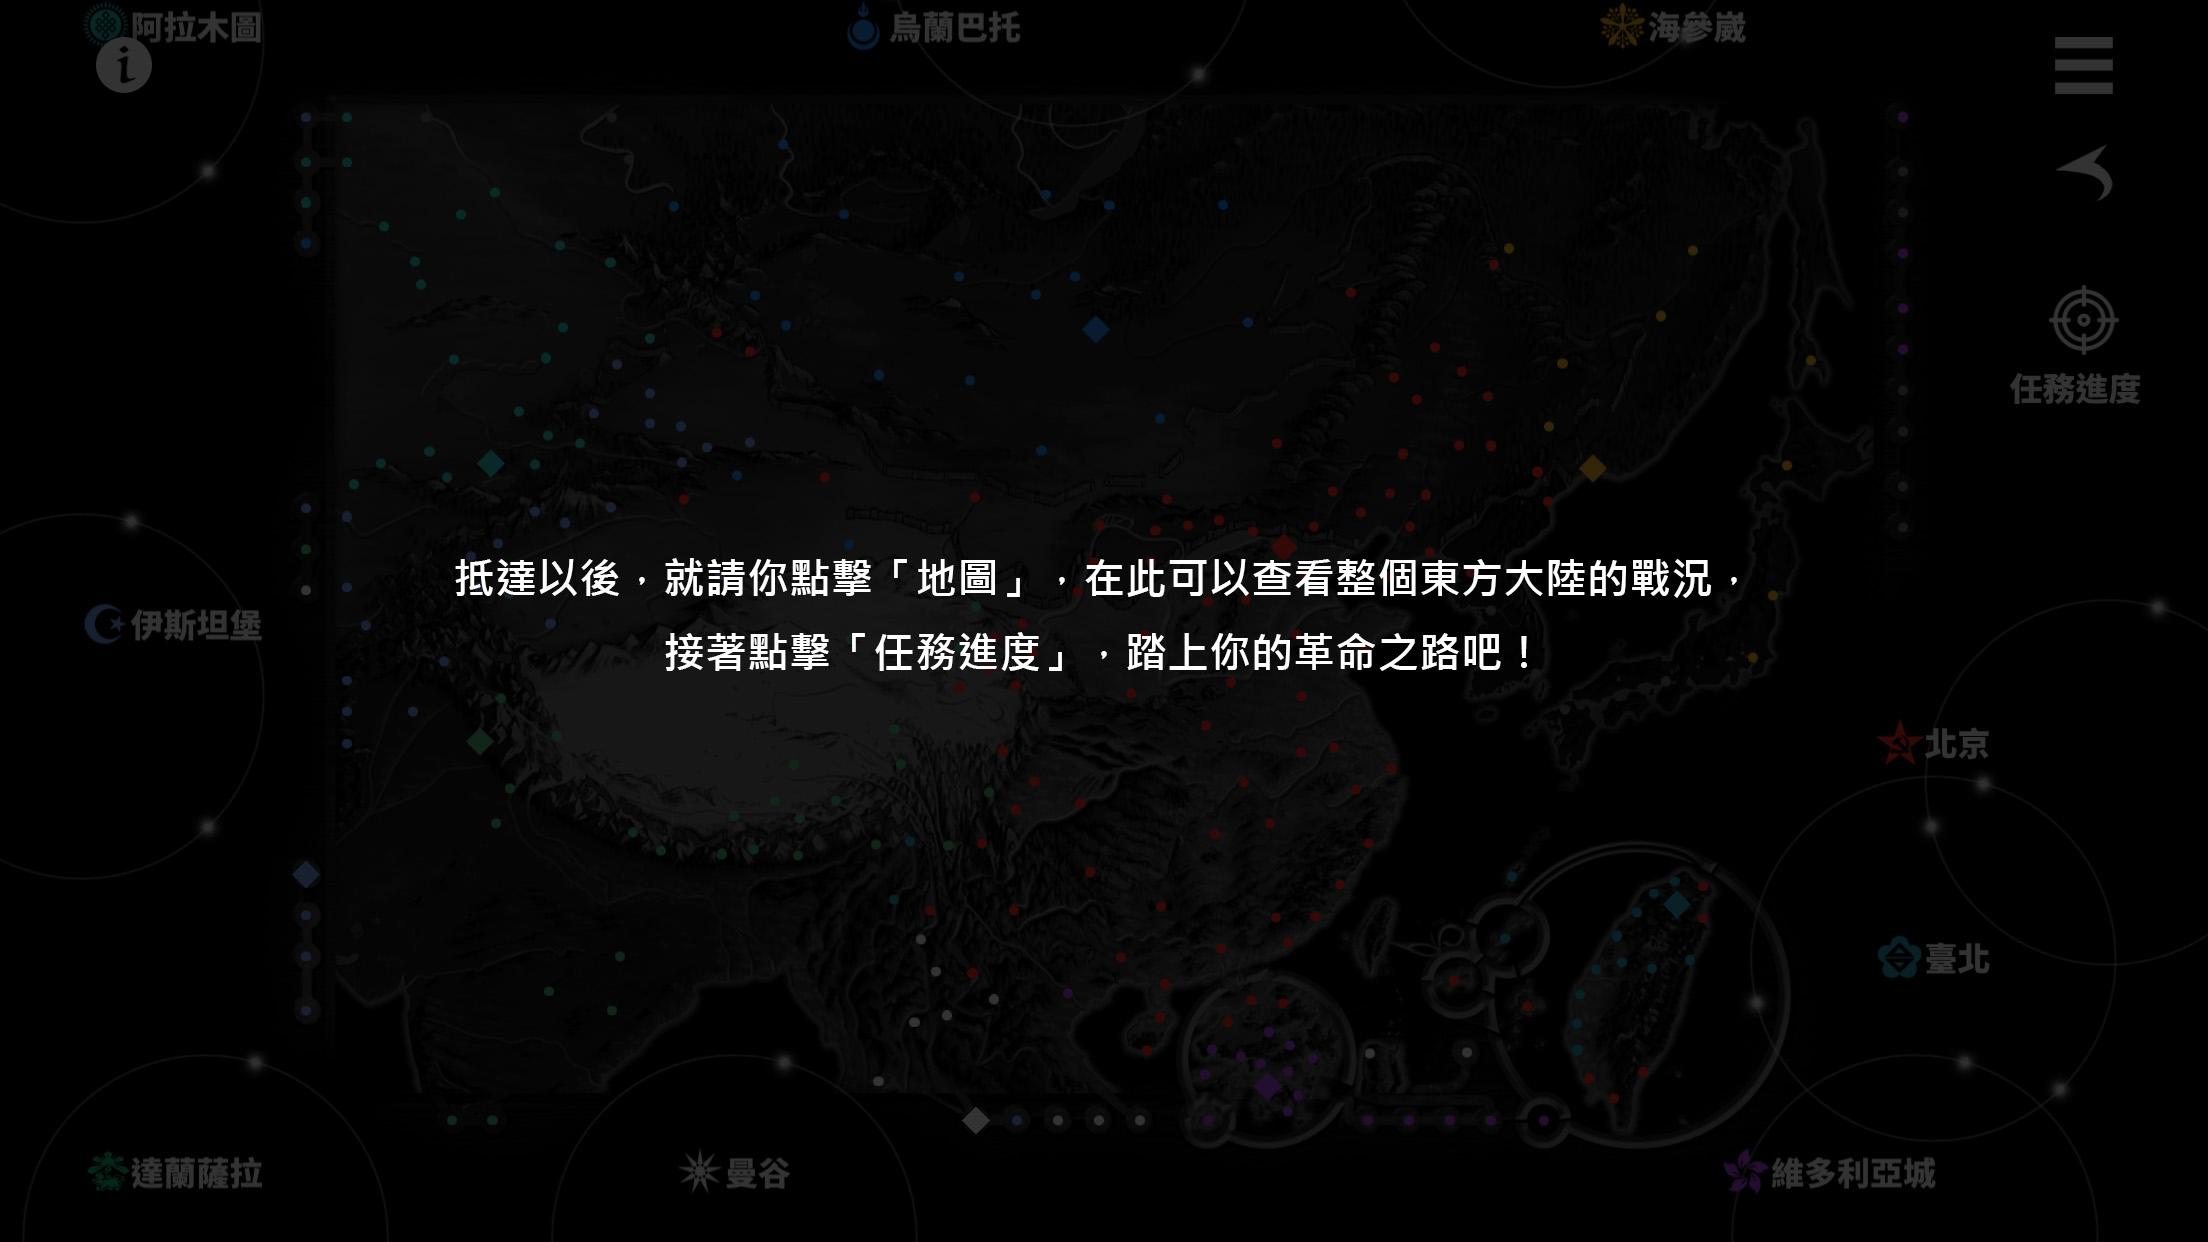 阿拉木圖
烏蘭巴托
海參崴
任務進度
抵達以後，就請你點擊「地圖」，在此可以查看整個東方大陸的戰況，
接著點擊「任務進度」，踏上你的革命之路吧！
伊斯坦堡
北京
臺北
達蘭薩拉
曼谷
維多利亞城